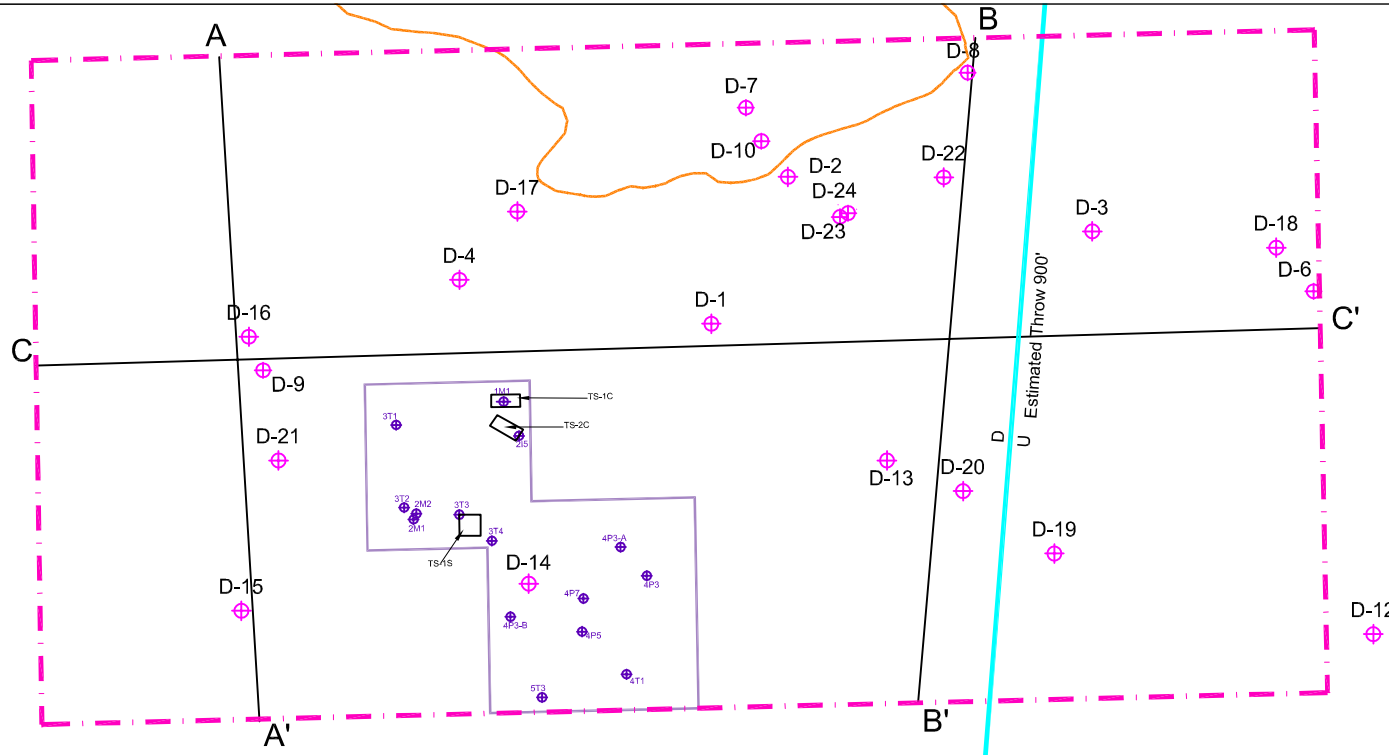 A
B
D-8
D-7
D-10
D-2
D-22
D-17
D-24
D-23
D-3
D-18
D-6
D-4
D-1
D-16
C
C'
D-9
Estimated Throw 900'
1M1
TS-1C
3T1
TS-2C
2I5
D
U
D-21
D-13
D-20
3T2
2M2
2M1
3T3
3T4
TS-1S
4P3-A
D-19
D-14
4P3
4P7
D-15
4P3-B
4P5
D-12
4T1
5T3
A'
B'